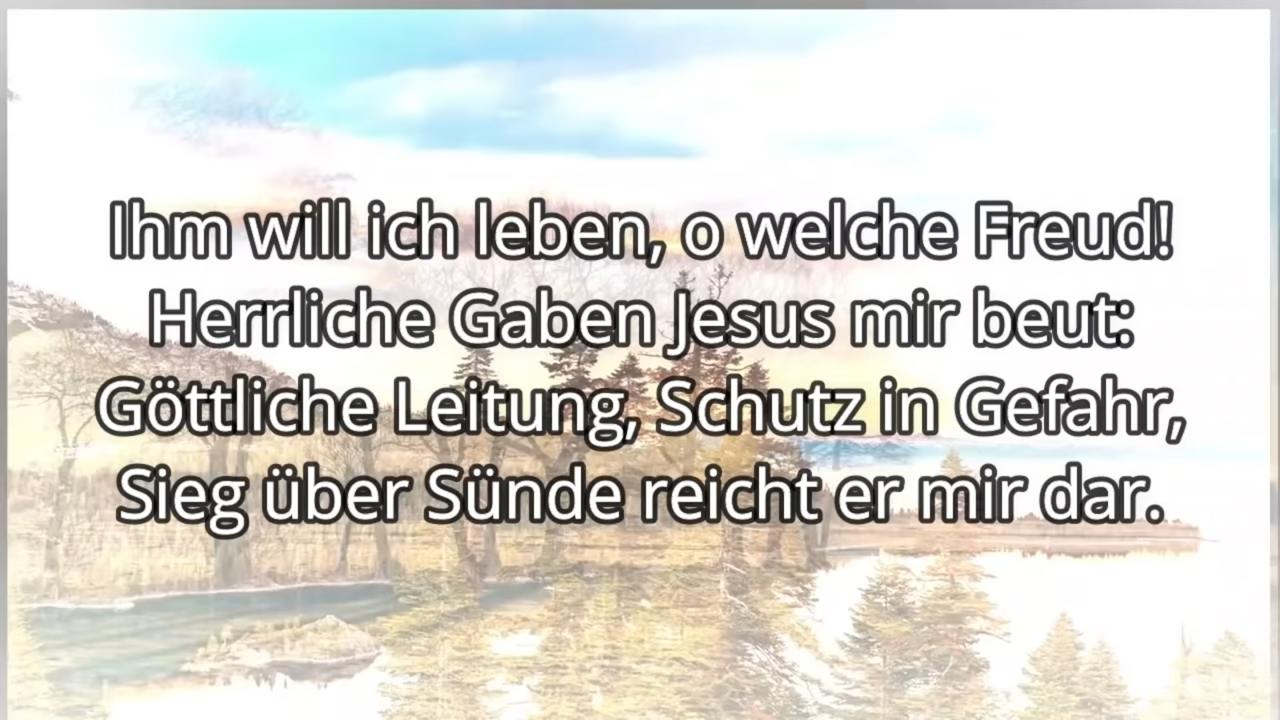 Ihm will ich leben, o welche Freud!
Herrliche Gaben Jesus mir beut:
Göttliche Leitung, Schutz in Gefahr,
Sieg über Sünde reicht er mir dar.